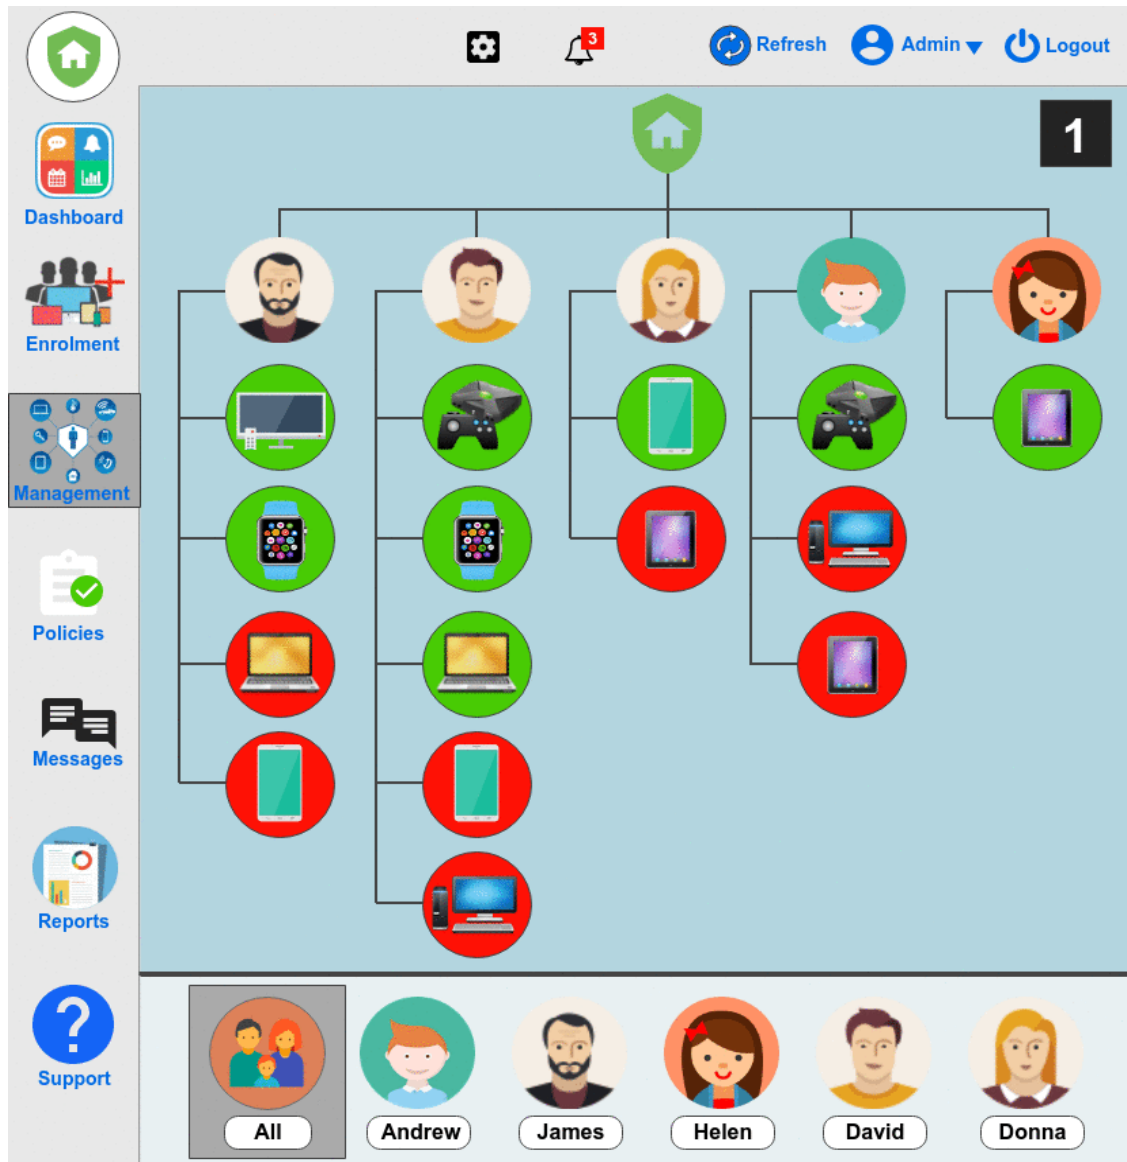 3
Refresh
Admin
Logout
1
Dashboard
Enrolment
Management
Policies
Messages
Reports
Support
All
Andrew
James
Helen
David
Donna